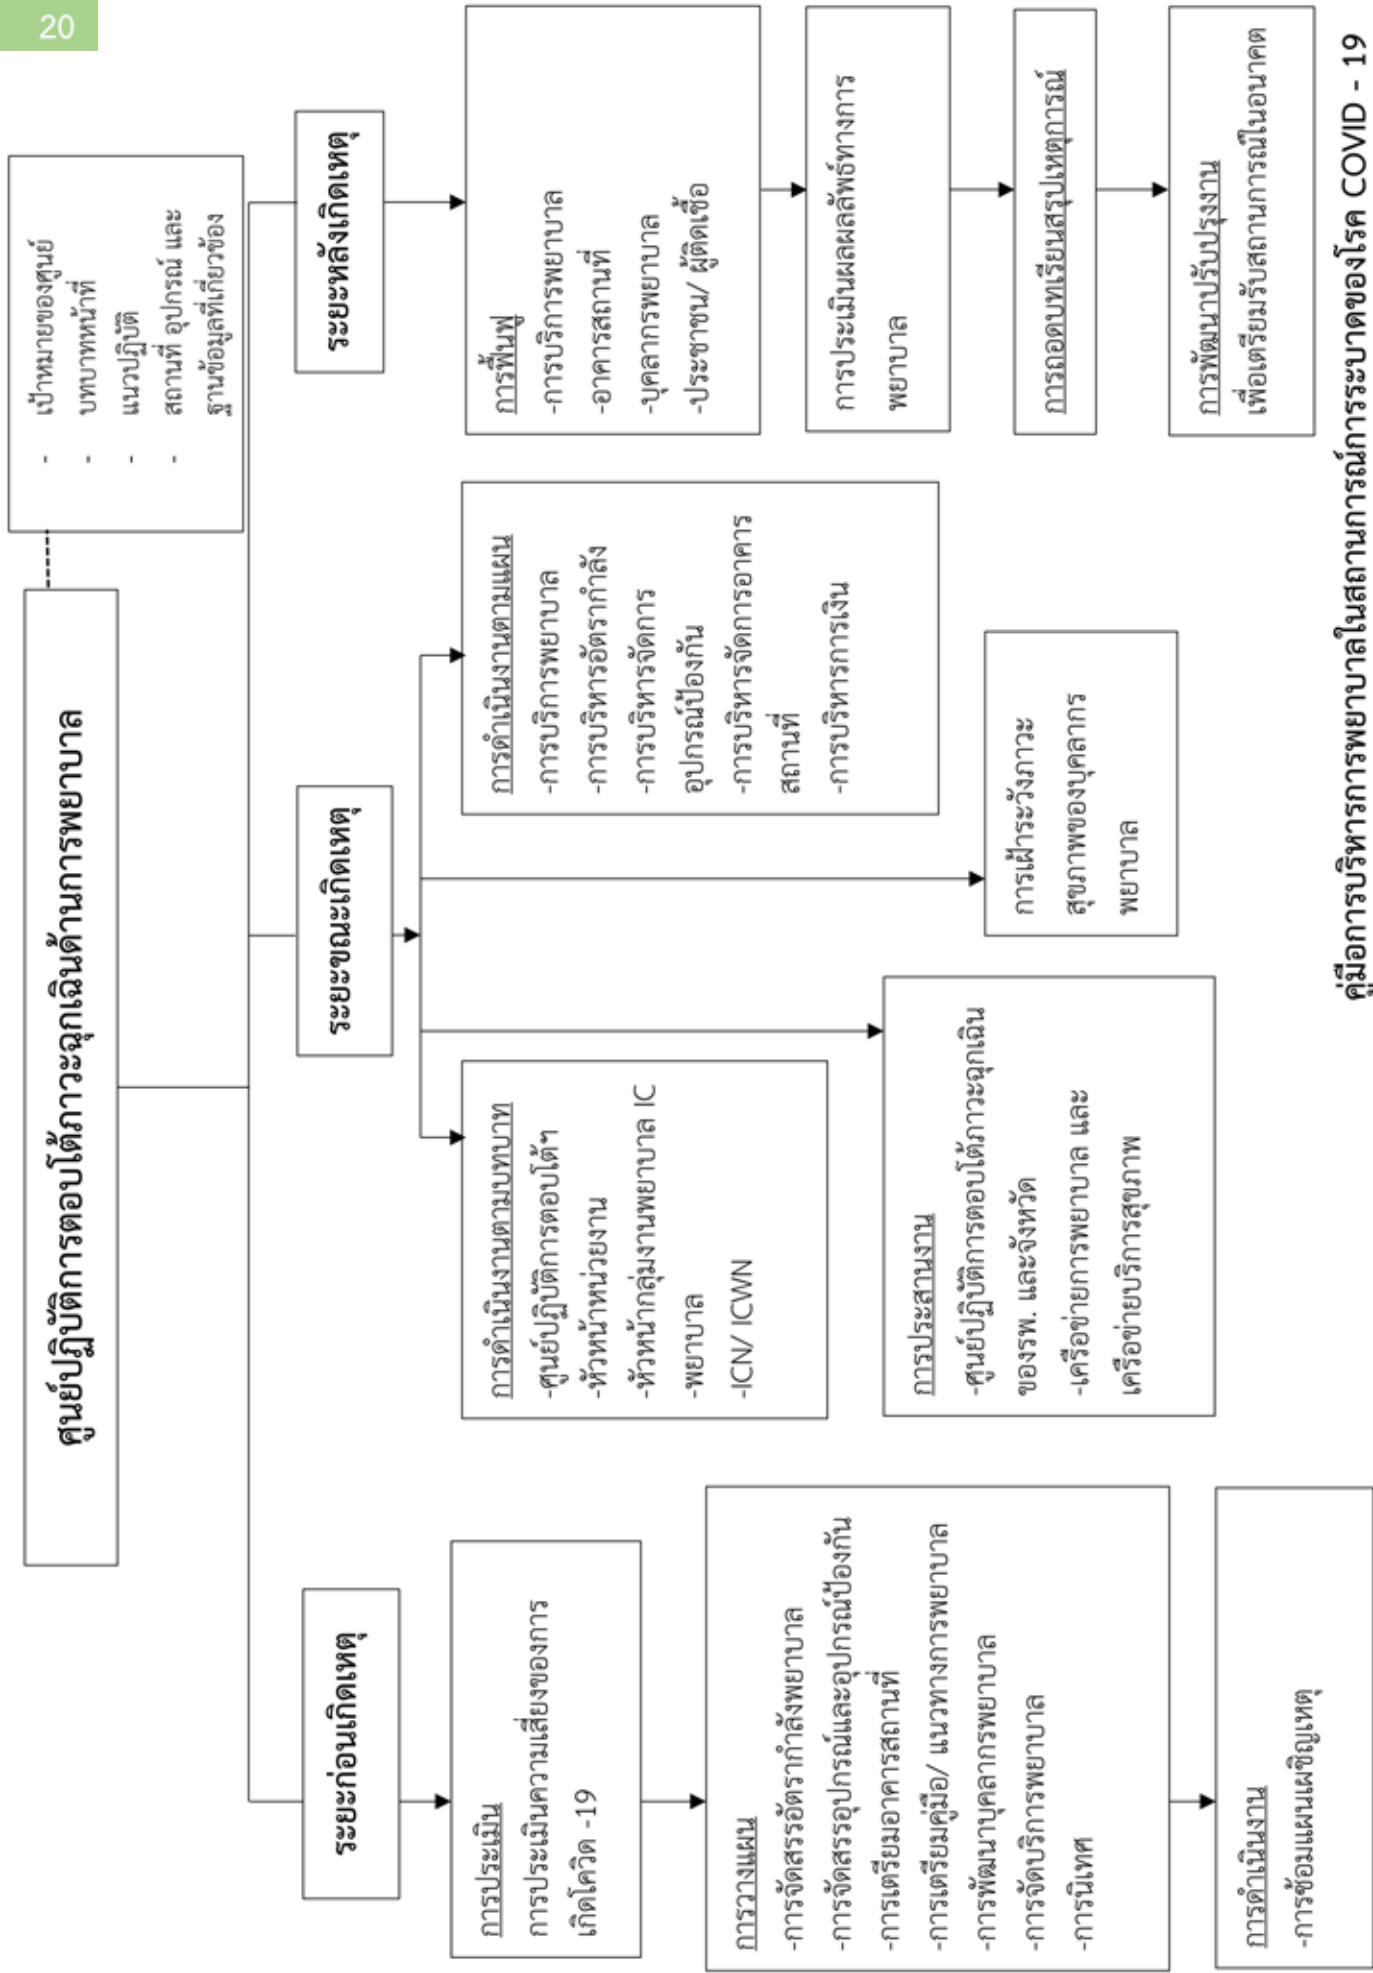 20
ศูนย์ปฏิบัติการตอบโต้ภาวะฉุกเฉินด้านการพยาบาล
- เป้าหมายของศูนย์
- บทบาทหน้าที่
- แนวปฏิบัติ
- สถานที่ อุปกรณ์ และ
ฐานข้อมูลที่เกี่ยวข้อง
ระยะก่อนเกิดเหตุ
การประเมิน
การประเมินความเสี่ยงของการ
เกิดโควิด -19
การวางแผน
-การจัดสรรอัตรากำลังพยาบาล
-การจัดสรรอุปกรณ์และอุปกรณ์ป้องกัน
-การเตรียมอาคารสถานที่
-การเตรียมคู่มือ/ แนวทางการพยาบาล
-การพัฒนาบุคลากรพยาบาล
-การจัดบริการพยาบาล
-การนิเทศ
การดำเนินงาน
-การซ้อมแผนเผชิญเหตุ
ระยะขณะเกิดเหตุ
การดำเนินงานตามบทบาท
-ศูนย์ปฏิบัติการตอบโต้ฯ
-หัวหน้าหน่วยงาน
-หัวหน้ากลุ่มงานพยาบาล IC
-พยาบาล
-ICN/ ICWN
การประสานงาน
-ศูนย์ปฏิบัติการตอบโต้ภาวะฉุกเฉิน
ของรพ. และจังหวัด
-เครือข่ายการพยาบาล และ
เครือข่ายบริการสุขภาพ
การเฝ้าระวังภาวะ
สุขภาพของบุคลากร
พยาบาล
การดำเนินงานตามแผน
-การบริการพยาบาล
-การบริหารอัตรากำลัง
-การบริหารจัดการ
อุปกรณ์ป้องกัน
-การบริหารจัดการอาคาร
สถานที่
-การบริหารการเงิน
ระยะหลังเกิดเหตุ
การฟื้นฟู
-การบริการพยาบาล
-อาคารสถานที่
-บุคลากรพยาบาล
-ประชาชน/ ผู้ติดเชื้อ
การประเมินผลผลลัพธ์ทางการ
พยาบาล
การถอดบทเรียนสรุปเหตุการณ์
การพัฒนาปรับปรุงงาน
เพื่อเตรียมรับสถานการณ์ในอนาคต
คู่มือการบริหารการพยาบาลในสถานการณ์การระบาดของโรค COVID - 19